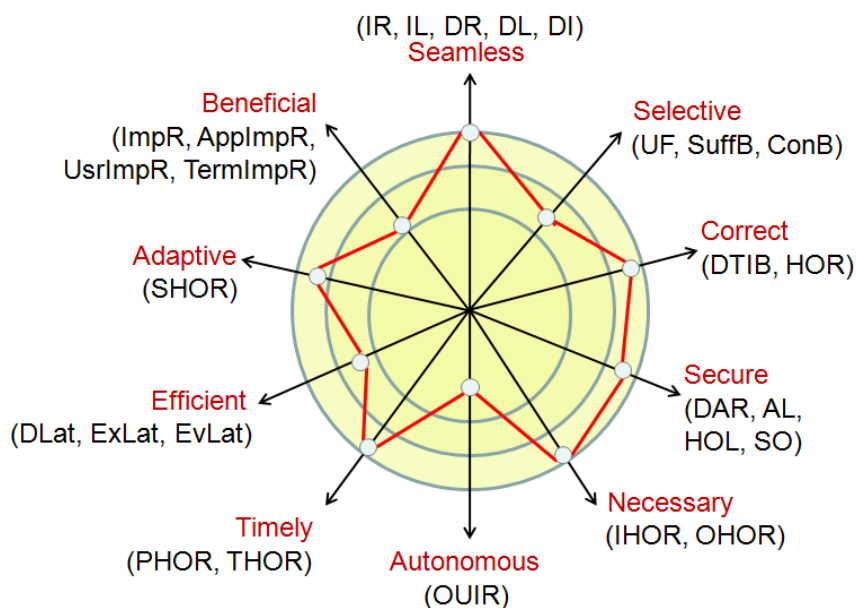 (IR, IL, DR, DL, DI)
Seamless
Beneficial
(ImpR, AppImpR,
UsrImpR, TermImpR)
Selective
(UF, SuffB, ConB)
Correct
(DTIB, HOR)
Adaptive
(SHOR)
Secure
(DAR, AL,
HOL, SO)
Efficient
(DLat, ExLat, EvLat)
Necessary
(IHOR, OHOR)
Timely
(PHOR, THOR)
Autonomous
(OUIR)